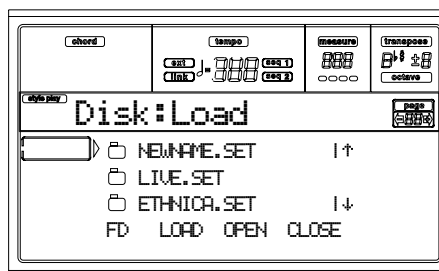 chord tempo measure transpose
ext link seq 1 seq 2
octave
style play Disk:Load page
NEWNAME.SET
LIVE.SET
ETHNICA.SET
FD LOAD OPEN CLOSE